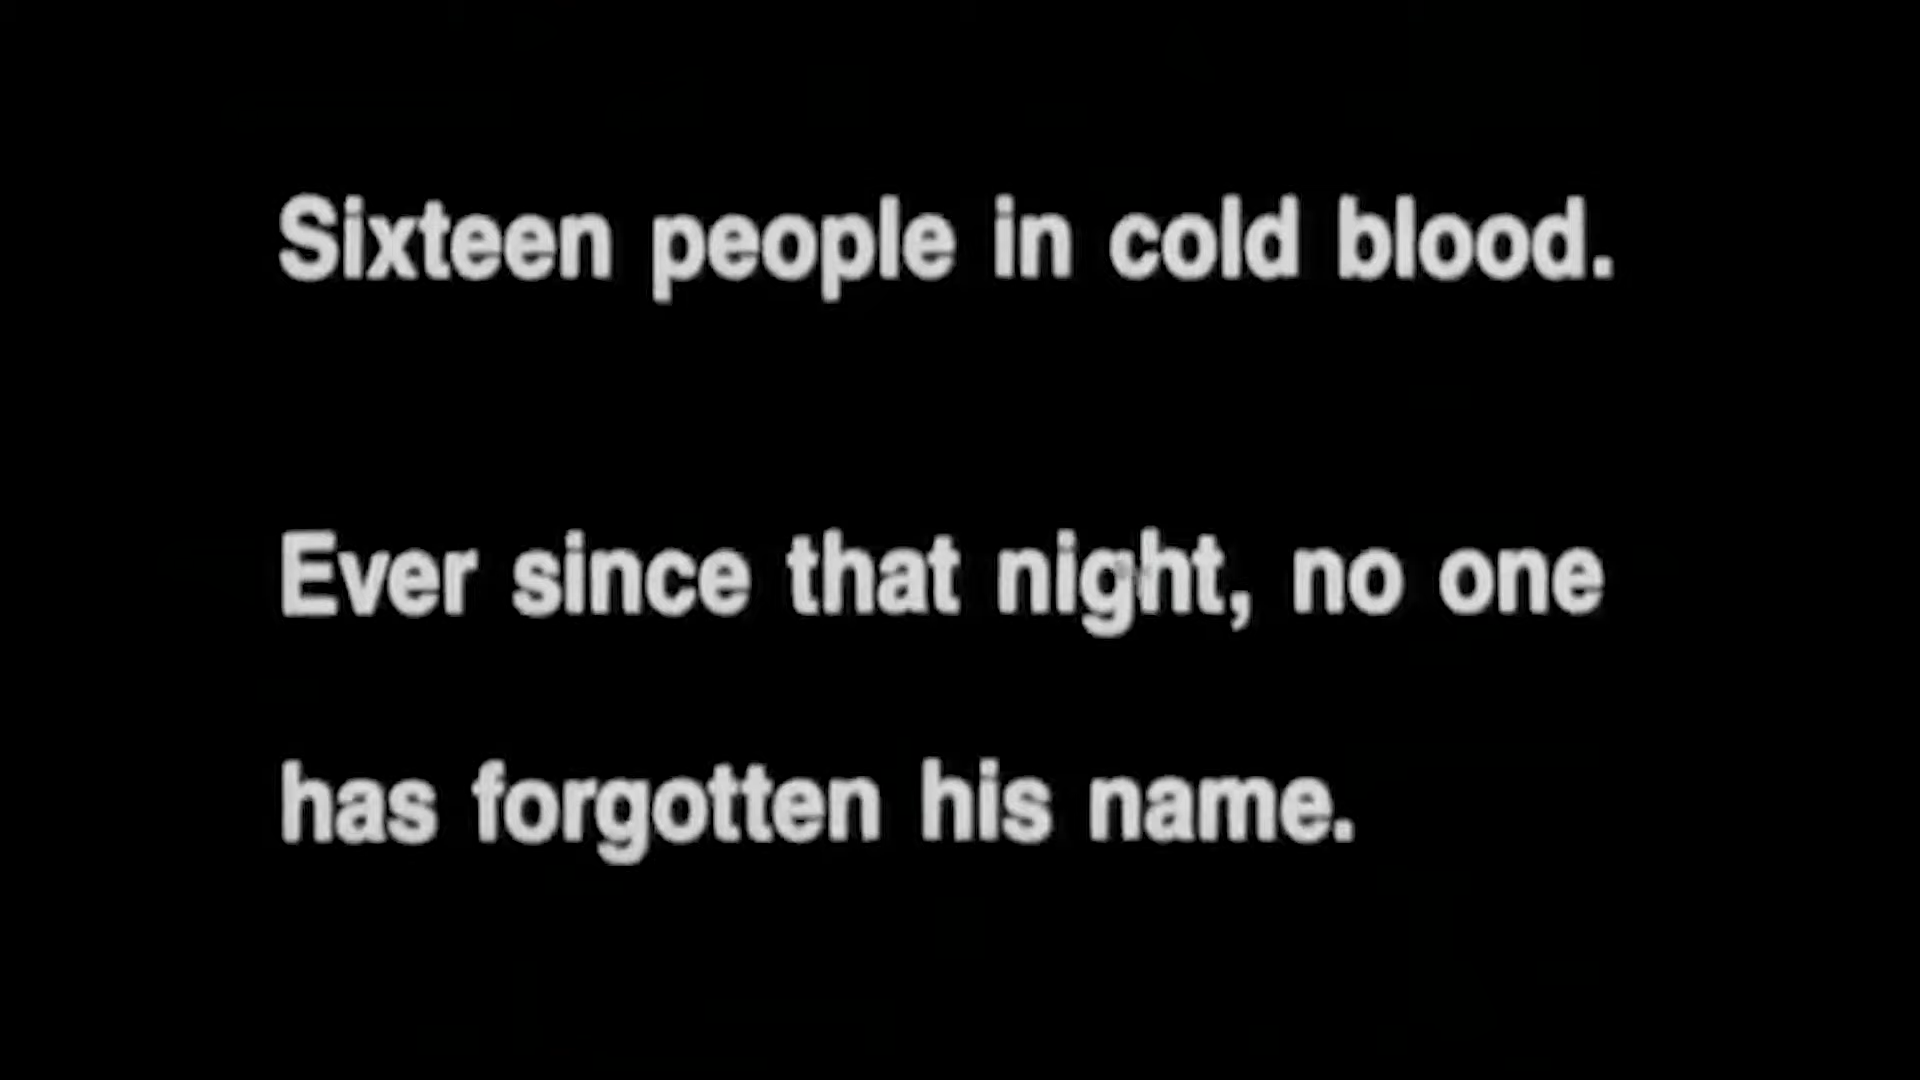 Sixteen people in cold blood.
Ever since that night, no one
has forgotten his name.